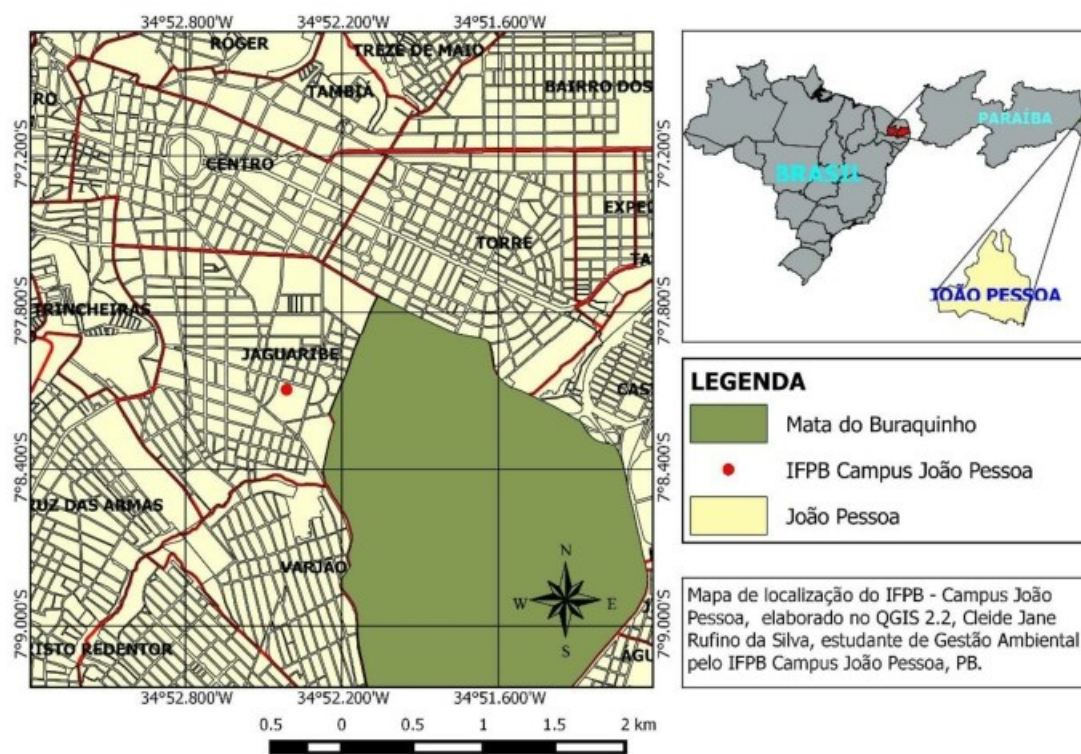 34°52.800'W 34°52.200'W 34°51.600'W
RÓGER
TREZE DE MAIO
TAMBIÁ
BAIRRO DOS
RO
7°7.200'S
CENTRO
EXPE
TORRE
TA
7°7.800'S
TRINCHEIRAS
JAGUARIBE
CAS
7°8.400'S
RUZ DAS ARMAS
VARJÃO
7°9.000'S
RISTO REDENTOR
AGU
N
W E
S
34°52.800'W 34°52.200'W 34°51.600'W
0.5 0 0.5 1 1.5 2 km
7°7.200'S
7°7.800'S
7°8.400'S
7°9.000'S
BRASIL
PARAÍBA
JOÃO PESSOA
LEGENDA
Mata do Buraquinho
IFPB Campus João Pessoa
João Pessoa
Mapa de localização do IFPB - Campus João
Pessoa, elaborado no QGIS 2.2, Cleide Jane
Rufino da Silva, estudante de Gestão Ambiental
pelo IFPB Campus João Pessoa, PB.